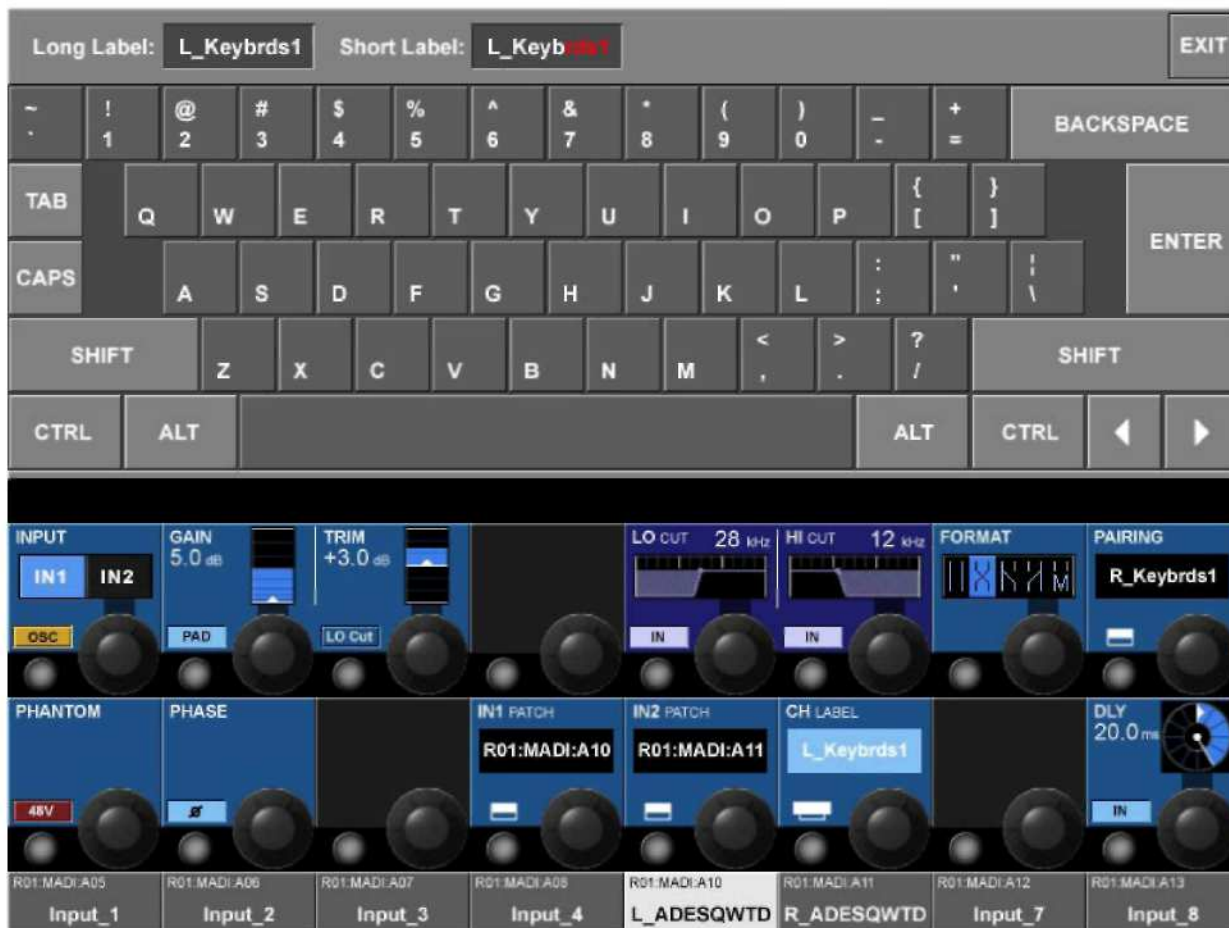 Long Label: L_Keybrds1 Short Label: L_Keybrds1 EXIT
~ ! @ # $ % ^ & * ( ) _ +
` 1 2 3 4 5 6 7 8 9 0 - = BACKSPACE
TAB Q W E R T Y U I O P { [ } ]
ENTER
CAPS A S D F G H J K L : ; " ' ¦ \
SHIFT Z X C V B N M < , > . ? / SHIFT
CTRL ALT ALT CTRL
INPUT GAIN TRIM LO CUT 28 kHz HI CUT 12 kHz FORMAT PAIRING
5.0 dB +3.0 dB
IN1 IN2 R_Keybrds1
OSC PAD LO Cut IN IN
PHANTOM PHASE IN1 PATCH IN2 PATCH CH LABEL DLY
20.0 ms
R01:MADI:A10 R01:MADI:A11 L_Keybrds1
48V ø IN
R01:MADI:A05 R01:MADI:A06 R01:MADI:A07 R01:MADI:A08 R01:MADI:A10 R01:MADI:A11 R01:MADI:A12 R01:MADI:A13
Input_1 Input_2 Input_3 Input_4 L_ADESQWTD R_ADESQWTD Input_7 Input_8